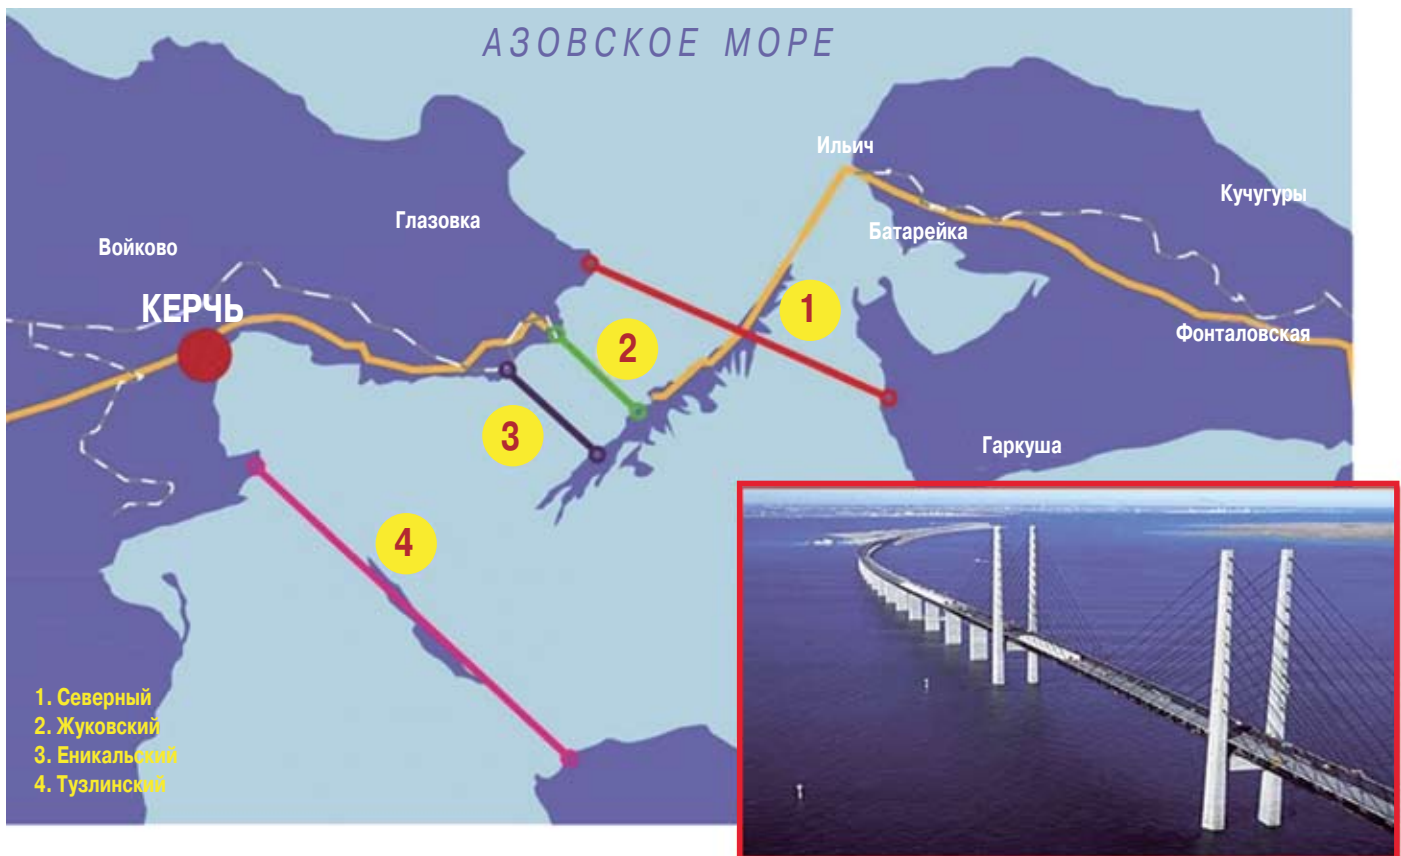 АЗОВСКОЕ МОРЕ
Ильич
Кучугуры
Глазовка
Батарейка
Войково
КЕРЧЬ
1
Фонталовская
2
3
Гаркуша
4
1. Северный
2. Жуковский
3. Еникальский
4. Тузлинский